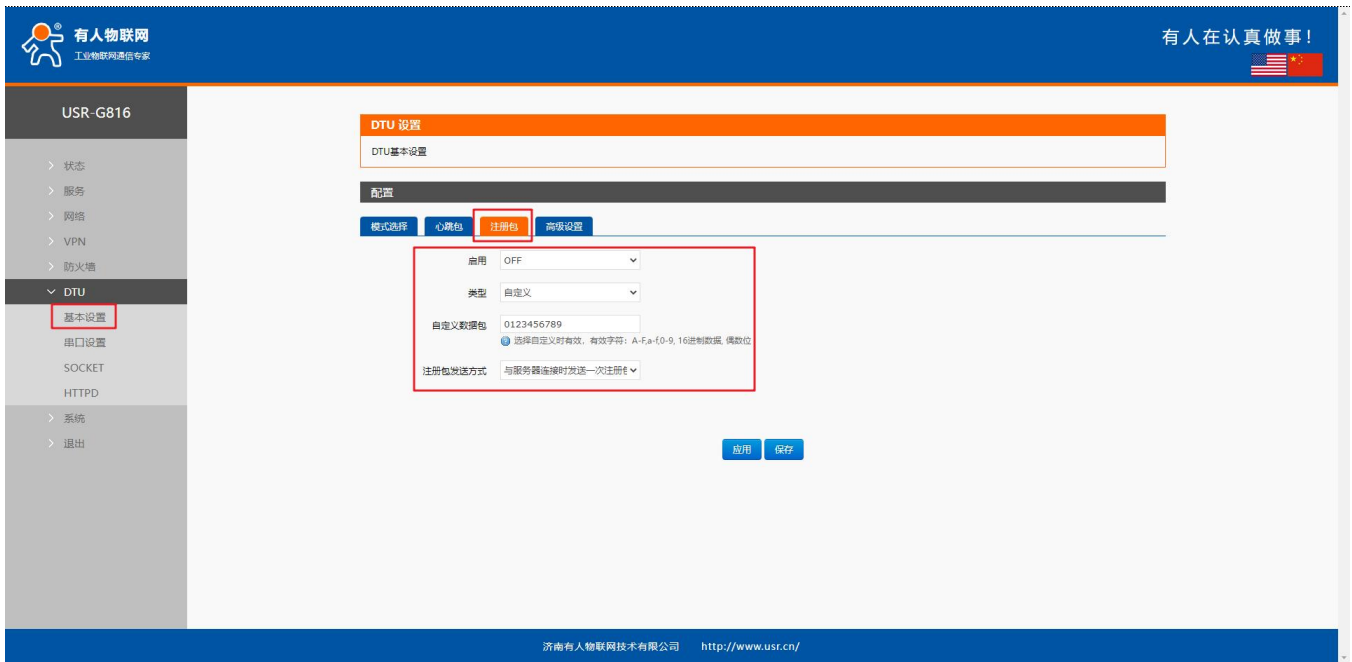 有人物联网
®
工业物联网通信专家
有人在认真做事!
USR-G816
状态
服务
网络
VPN
防火墙
DTU
基本设置
串口设置
SOCKET
HTTPD
系统
退出
DTU 设置
DTU基本设置
配置
模式选择 心跳包 注册包 高级设置
启用 OFF
类型 自定义
自定义数据包 0123456789
选择自定义时有效，有效字符：A-F,a-f,0-9, 16进制数据, 偶数位
注册包发送方式 与服务器连接时发送一次注册
应用 保存
济南有人物联网技术有限公司 http://www.usr.cn/